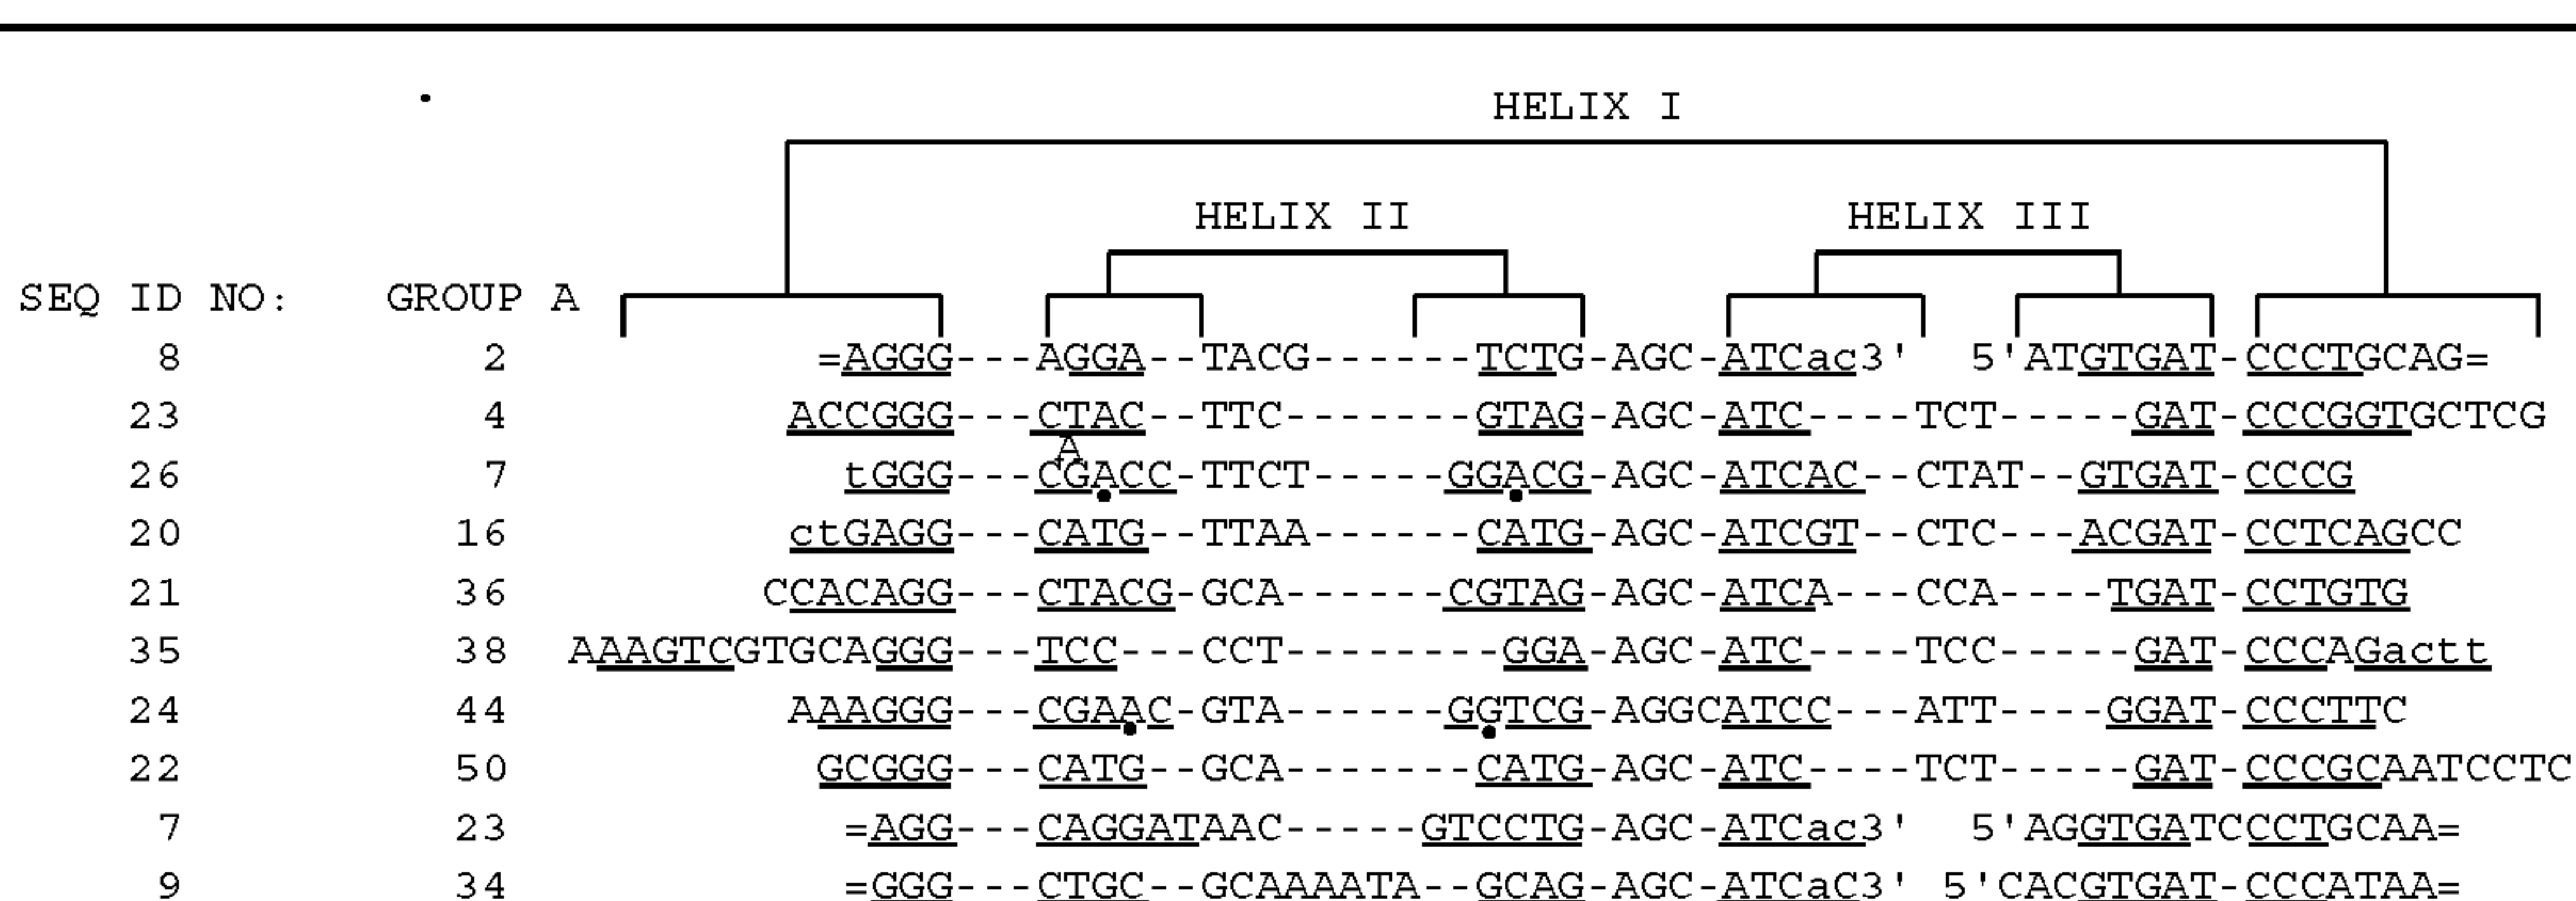 HELIX I
HELIX II HELIX III
SEQ ID NO: GROUP A
8 2 =AGGG---AGGA--TACG------TCTG-AGC-ATCac3' 5'ATGTGAT-CCCTGCAG=
23 4 ACCGGG---CTAC--TTC-------GTAG-AGC-ATC----TCT-----GAT-CCCGGTGCTCG
A
26 7 tGGG---CGACC-TTCT-----GGACG-AGC-ATCAC--CTAT--GTGAT-CCCG
20 16 ctGAGG---CATG--TTAA------CATG-AGC-ATCGT--CTC---ACGAT-CCTCAGCC
21 36 CCACAGG---CTACG-GCA------CGTAG-AGC-ATCA---CCA----TGAT-CCTGTG
35 38 AAAGTCGTGCAGGG---TCC---CCT--------GGA-AGC-ATC----TCC-----GAT-CCCAGactt
24 44 AAAGGG---CGAAC-GTA------GGTCG-AGGCATCC---ATT----GGAT-CCCTTC
22 50 GCGGG---CATG--GCA-------CATG-AGC-ATC----TCT-----GAT-CCCGCAATCCTC
7 23 =AGG---CAGGATAAC-----GTCCTG-AGC-ATCac3' 5'AGGTGATCCCTGCAA=
9 34 =GGG---CTGC--GCAAAATA--GCAG-AGC-ATCaC3' 5'CACGTGAT-CCCATAA=